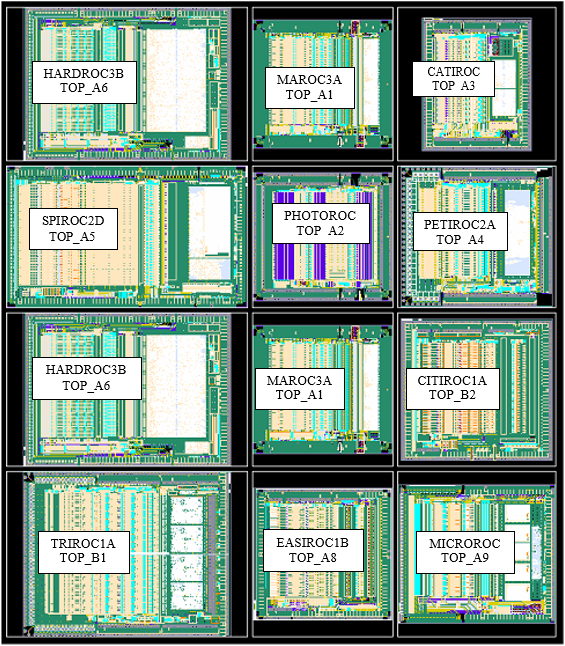 HARDROC3B
TOP_A6
MAROC3A
TOP_A1
CATIROC
TOP_A3
SPIROC2D
TOP_A5
PHOTOROC
TOP_A2
PETIROC2A
TOP_A4
HARDROC3B
TOP_A6
MAROC3A
TOP_A1
CITIROC1A
TOP_B2
TRIROC1A
TOP_B1
EASIROC1B
TOP_A8
MICROROC
TOP_A9